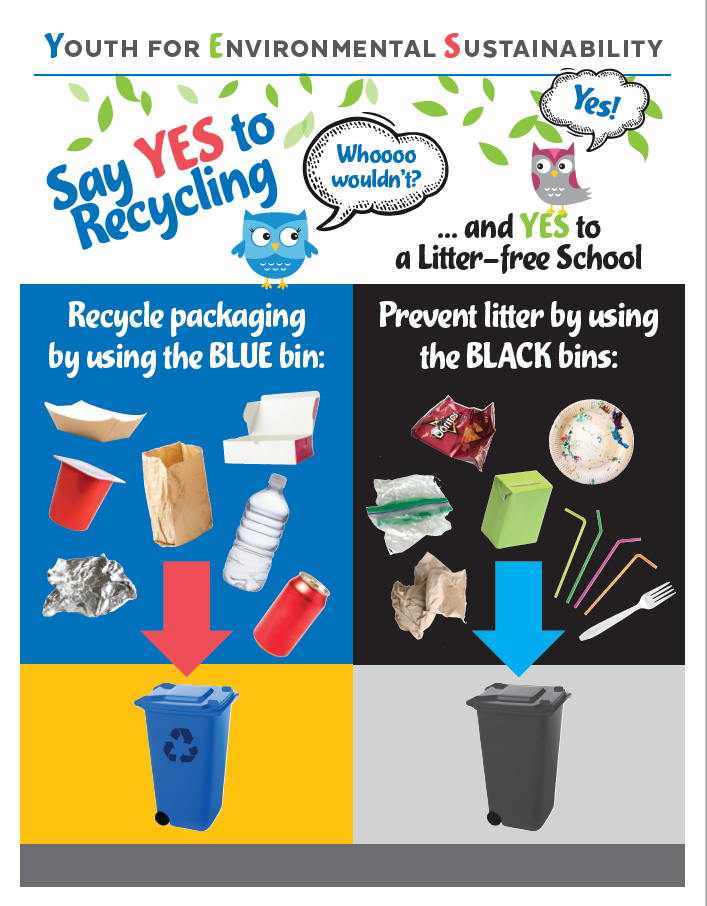 YOUTH FOR ENVIRONMENTAL SUSTAINABILITY
Say YES to
Recycling
Whoooo
wouldn't?
Yes!
... and YES to
a Litter-free School
Recycle packaging
by using the BLUE bin:
Prevent litter by using
the BLACK bins:
Doritos